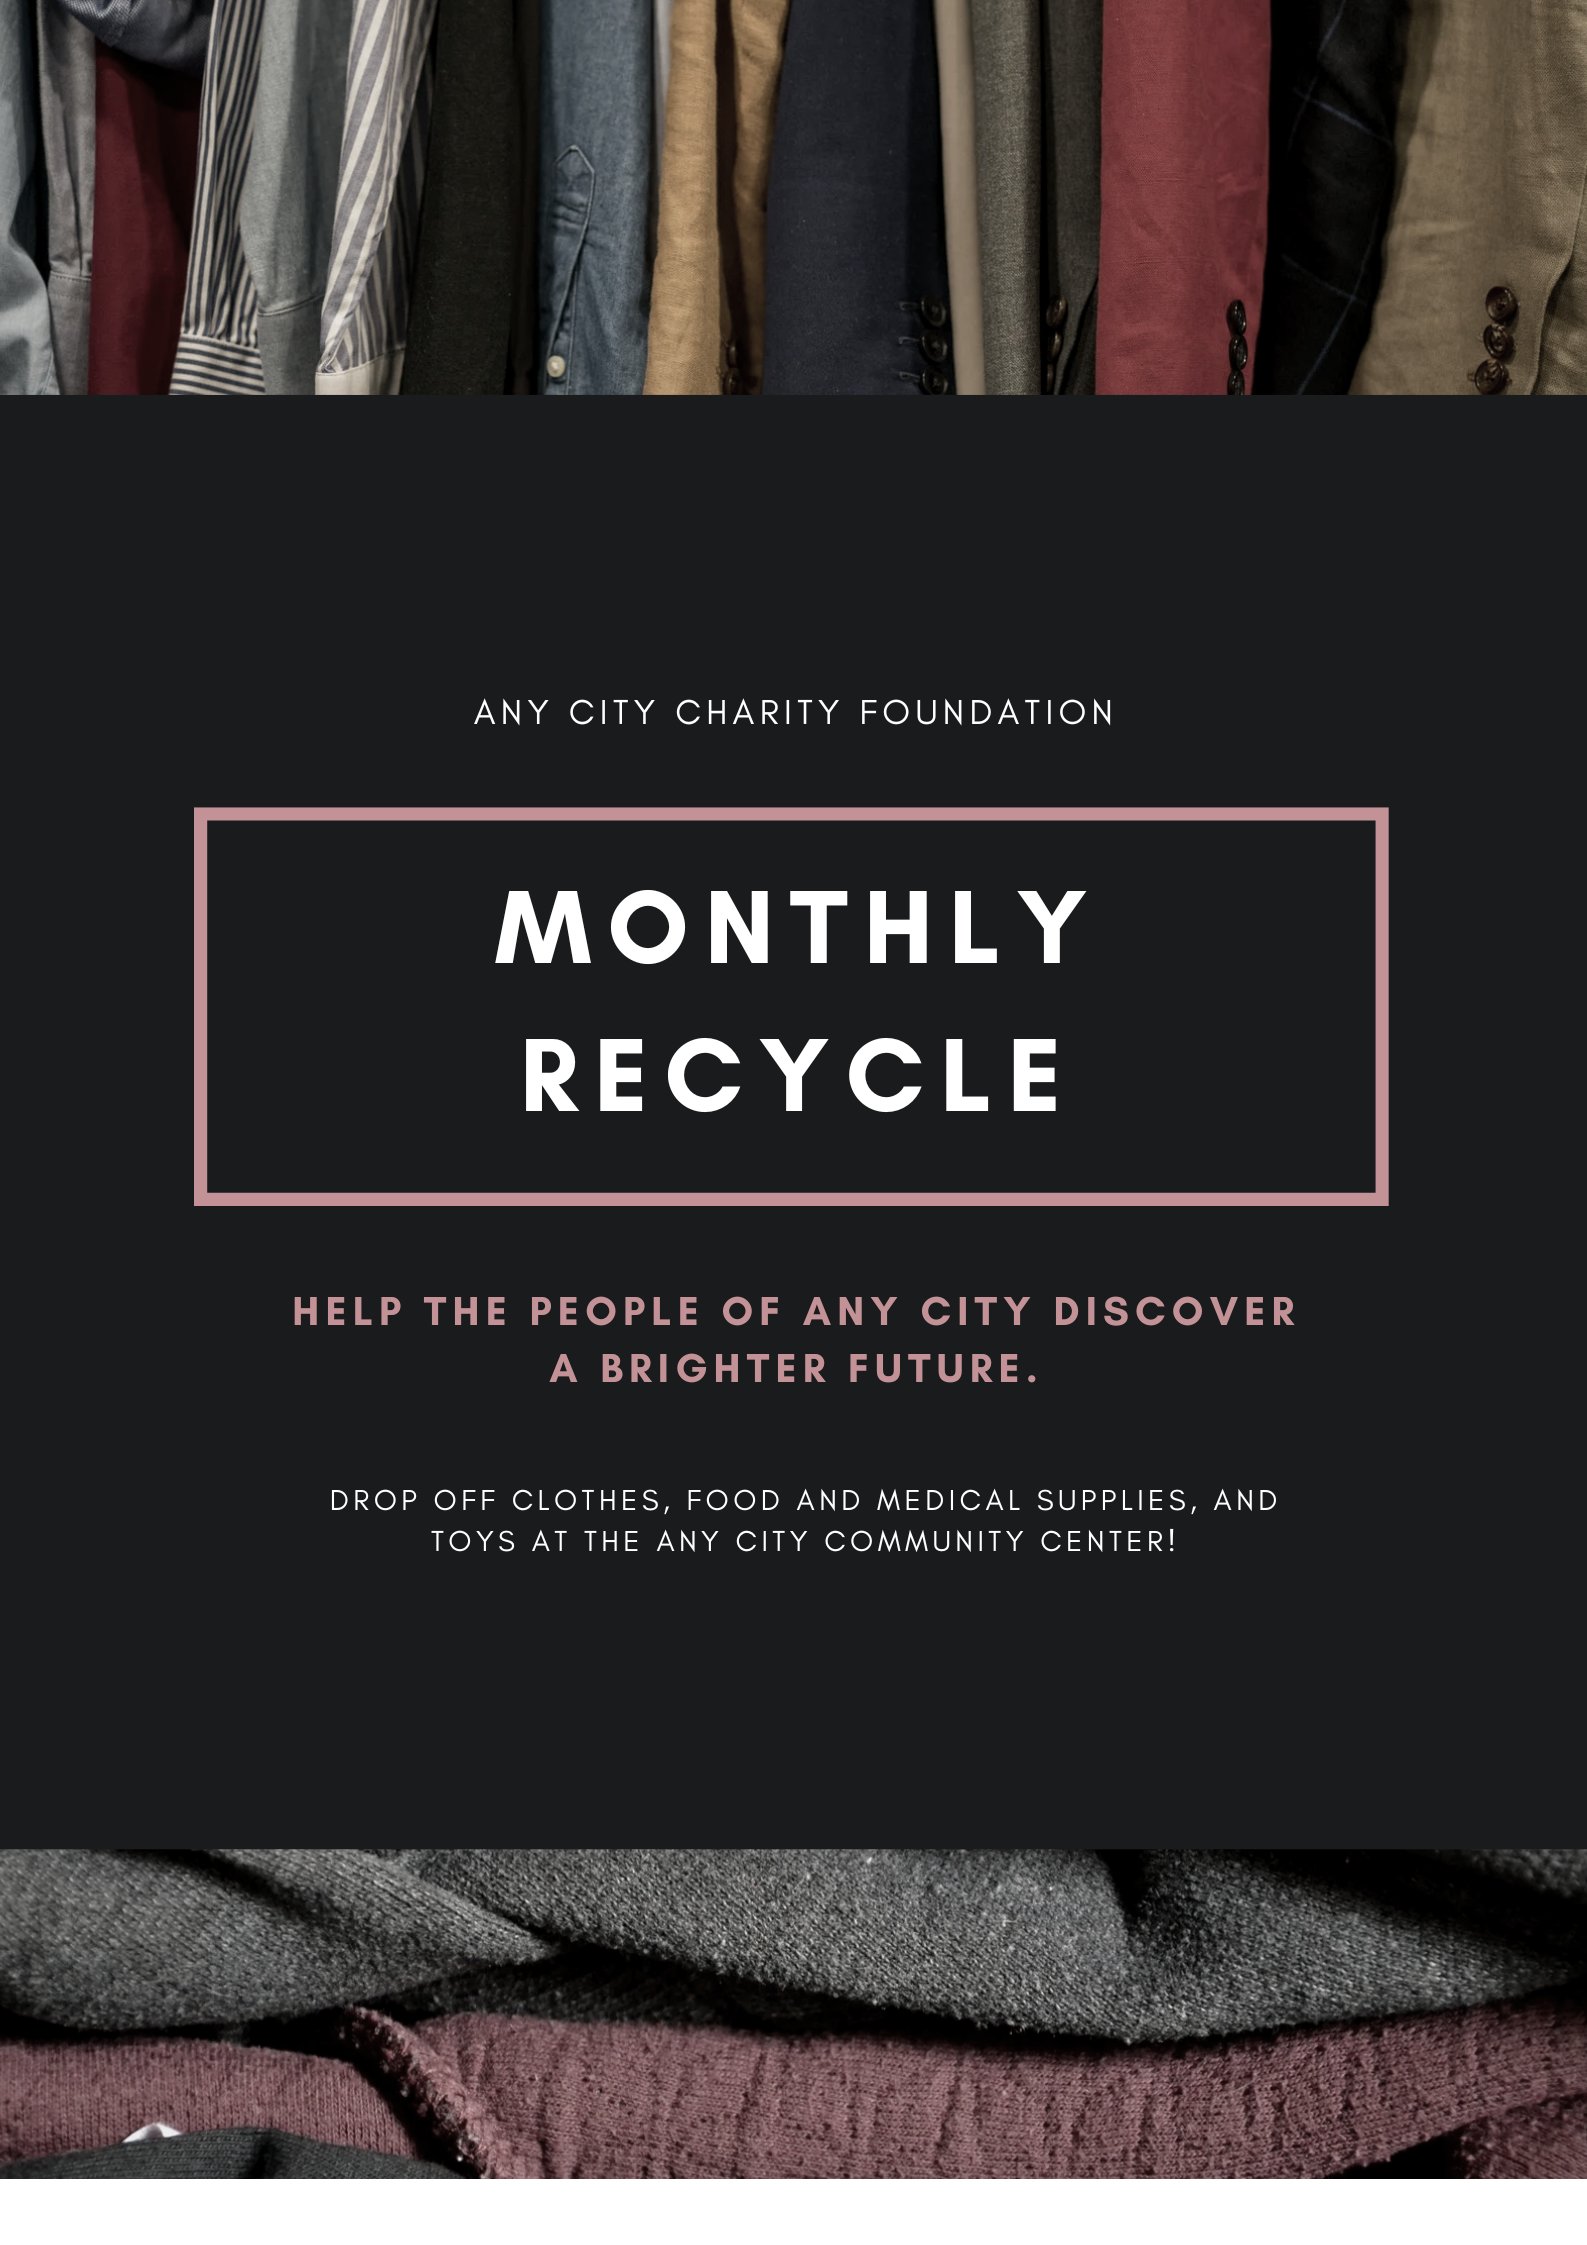 ANY CITY CHARITY FOUNDATION
MONTHLY
RECYCLE
HELP THE PEOPLE OF ANY CITY DISCOVER
A BRIGHTER FUTURE.
DROP OFF CLOTHES, FOOD AND MEDICAL SUPPLIES, AND
TOYS AT THE ANY CITY COMMUNITY CENTER!